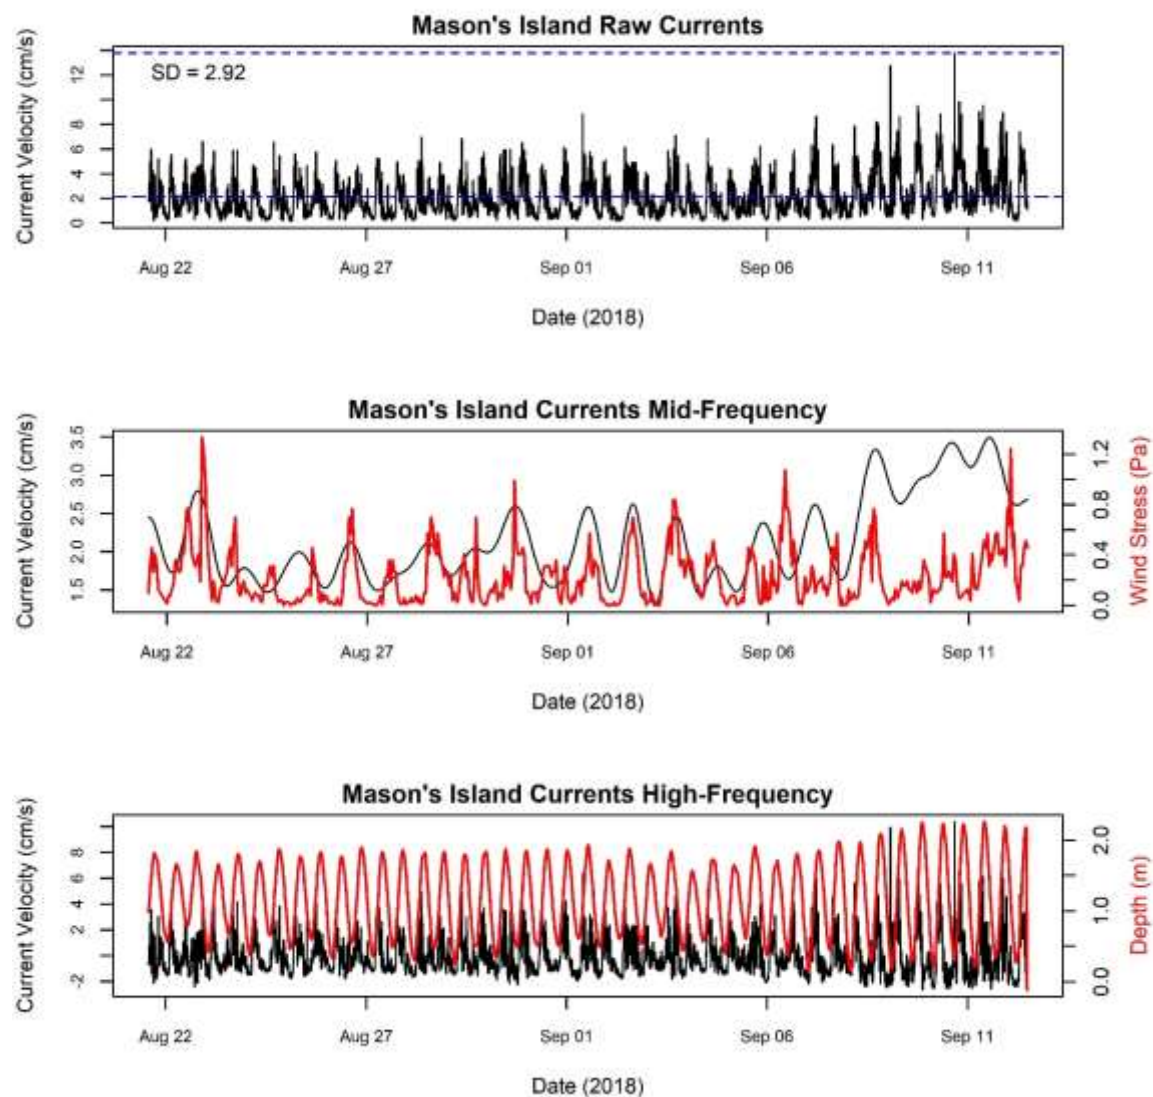 Mason's Island Raw Currents
Current Velocity (cm/s)
0 2 4 6 8 12
SD = 2.92
Aug 22 Aug 27 Sep 01 Sep 06 Sep 11
Date (2018)
Mason's Island Currents Mid-Frequency
Current Velocity (cm/s)
1.5 2.0 2.5 3.0 3.5
0.0 0.4 0.8 1.2
Wind Stress (Pa)
Aug 22 Aug 27 Sep 01 Sep 06 Sep 11
Date (2018)
Mason's Island Currents High-Frequency
Current Velocity (cm/s)
-2 2 4 6 8
0.0 1.0 2.0
Depth (m)
Aug 22 Aug 27 Sep 01 Sep 06 Sep 11
Date (2018)